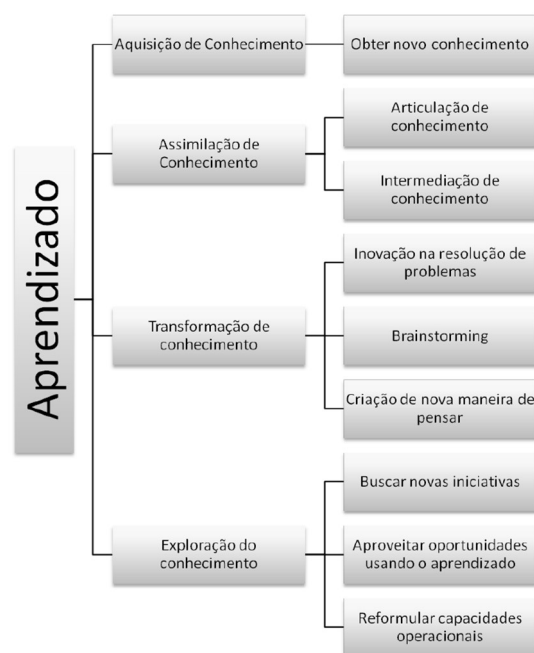 Aprendizado
Aquisição de Conhecimento
Obter novo conhecimento
Assimilação de
Conhecimento
Articulação de
conhecimento
Intermediação de
conhecimento
Transformação de
conhecimento
Inovação na resolução de
problemas
Brainstorming
Criação de nova maneira de
pensar
Exploração do
conhecimento
Buscar novas iniciativas
Aproveitar oportunidades
usando o aprendizado
Reformular capacidades
operacionais